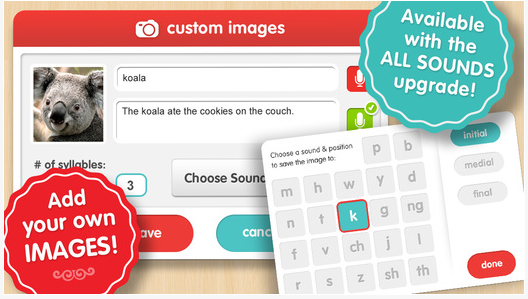 custom images
Available
with the
ALL SOUNDS
upgrade!
koala
The koala ate the cookies on the couch.
# of syllables:
3
Choose Sound
Add
your own
IMAGES!
Choose a sound & position
to save the image to:
p b
m h w y d
n t k g ng
f v ch j l
r s z sh th
initial
medial
final
done